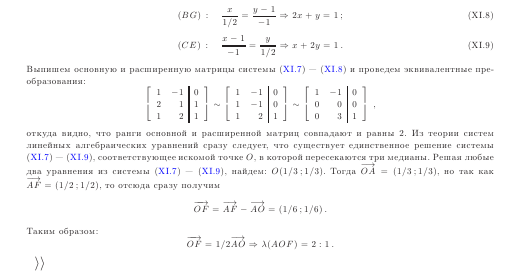 (BG) : x/1/2 = y − 1/−1 ⇒ 2x + y = 1 ; (XI.8)
(CE) : x − 1/−1 = y/1/2 ⇒ x + 2y = 1 . (XI.9)
Выпишем основную и расширенную матрицы системы (XI.7) — (XI.8) и проведем эквивалентные пре-
образования:
[1 −1 | 0] [1 −1 | 0] [1 −1 | 0]
[2 1 | 1] ∼ [1 −1 | 0] ∼ [0 0 | 0] ,
[1 2 | 1] [1 2 | 1] [0 3 | 1]
откуда видно, что ранги основной и расширенной матриц совпадают и равны 2. Из теории систем
линейных алгебраических уравнений сразу следует, что существует единственное решение системы
(XI.7) — (XI.9), соответствующее искомой точке O, в которой пересекаются три медианы. Решая любые
два уравнения из системы (XI.7) — (XI.9), найдем: O(1/3 ; 1/3). Тогда OA⃗ = (1/3 ; 1/3), но так как
AF⃗ = (1/2 ; 1/2), то отсюда сразу получим
OF⃗ = AF⃗ − AO⃗ = (1/6 ; 1/6) .
Таким образом:
OF⃗ = 1/2AO⃗ ⇒ λ(AOF) = 2 : 1 .
⟩⟩